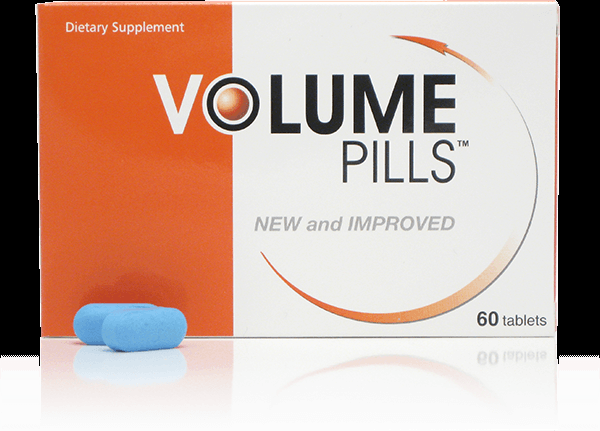 Dietary Supplement
VOLUME
PILLS™
NEW and IMPROVED
60 tablets